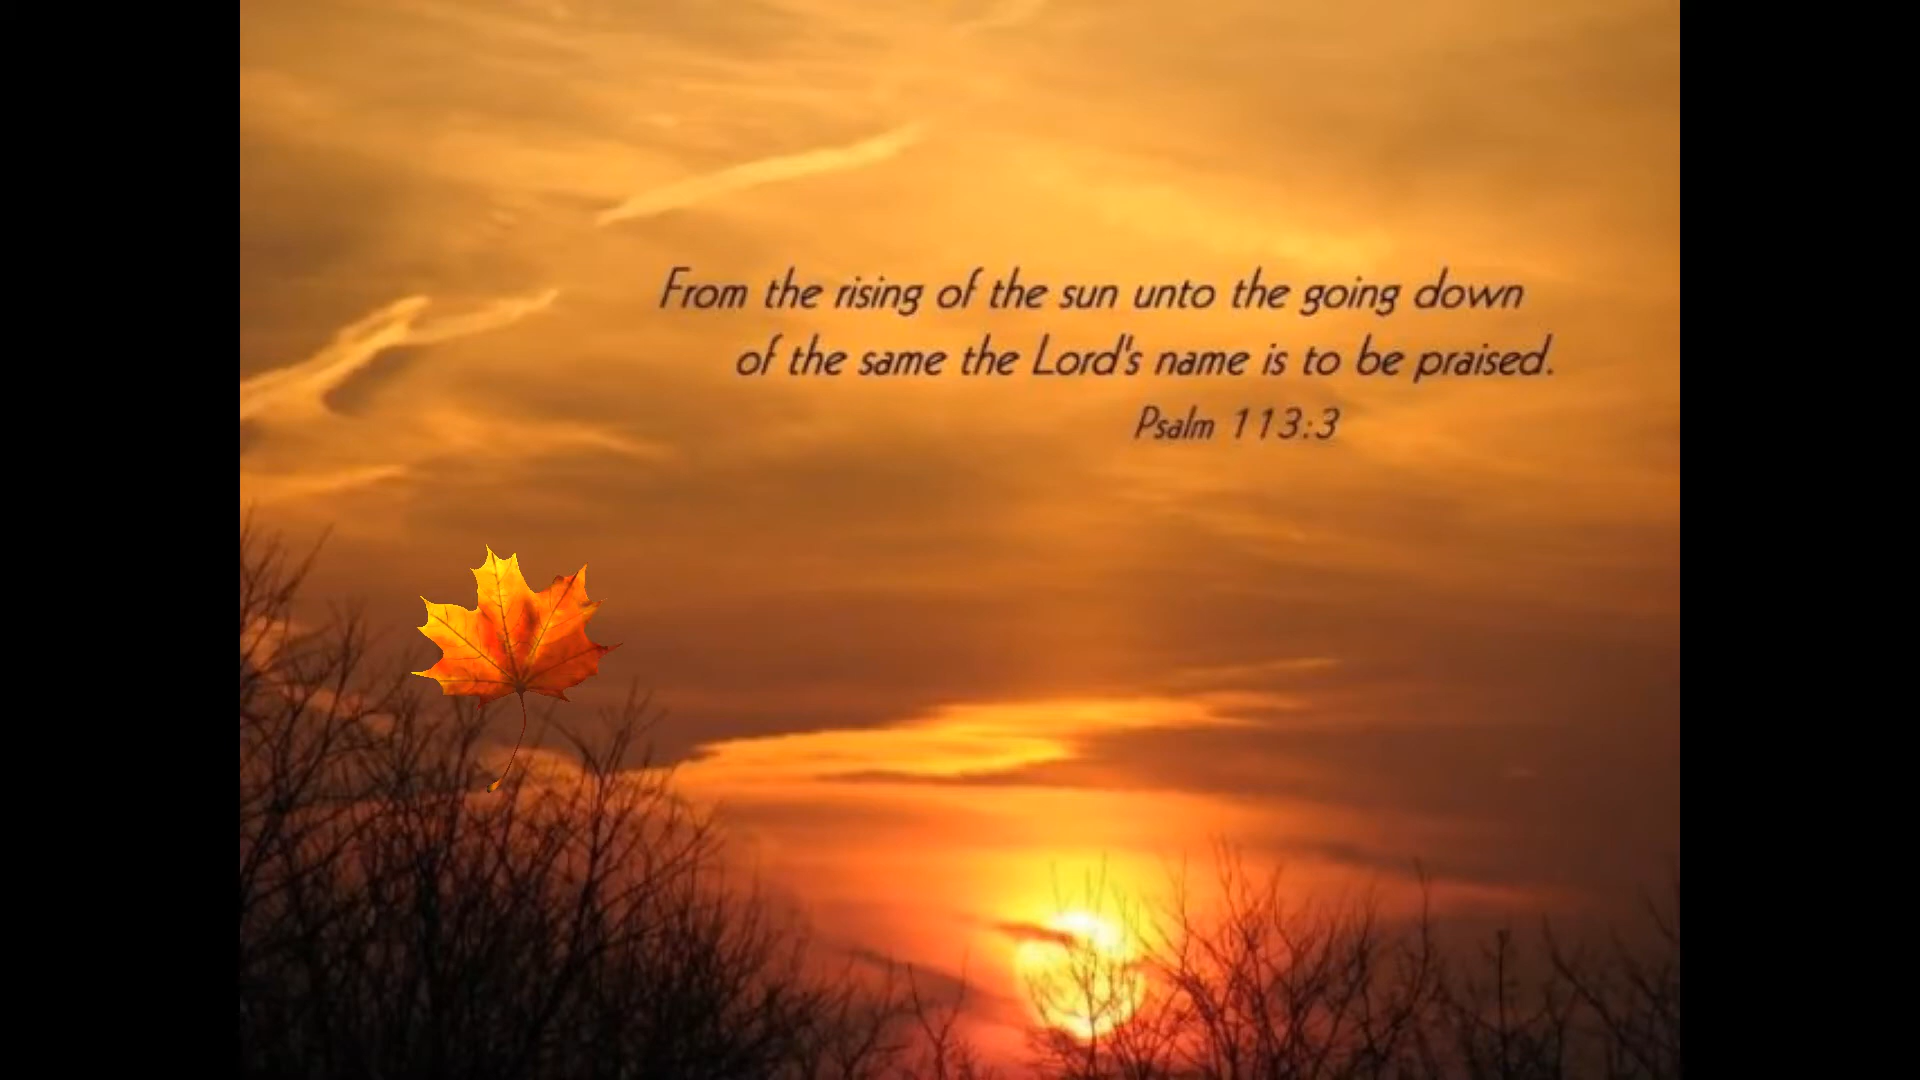 From the rising of the sun unto the going down
of the same the Lord's name is to be praised.
Psalm 113:3